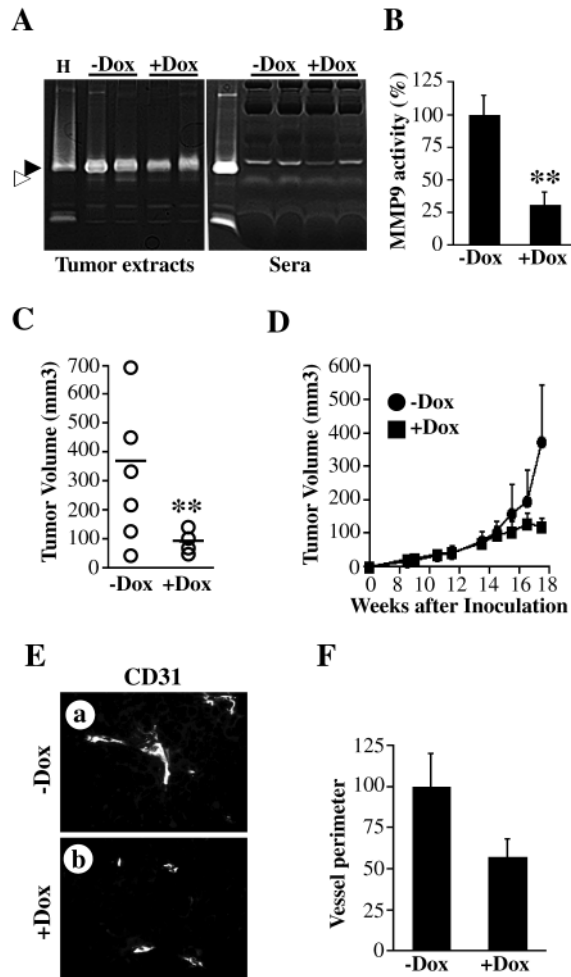 A
H -Dox +Dox -Dox +Dox
Tumor extracts Sera
B
MMP9 activity (%)
125
100
75
50
25
0
**
-Dox +Dox
C
Tumor Volume (mm3)
700
600
500
400
300
200
100
0
**
-Dox +Dox
D
Tumor Volume (mm3)
600
500
400
300
200
100
0
-Dox
+Dox
0 8 10 12 14 16 18
Weeks after Inoculation
E
CD31
a
-Dox
b
+Dox
F
Vessel perimeter
125
100
75
50
25
0
-Dox +Dox